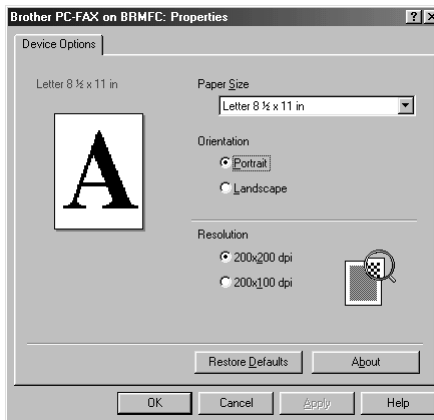 Brother PC-FAX on BRMFC: Properties
Device Options
Letter 8 ½ x 11 in
A
Paper Size
Letter 8 ½ x 11 in
Orientation
Portrait
Landscape
Resolution
200x200 dpi
200x100 dpi
Restore Defaults
About
OK
Cancel
Apply
Help